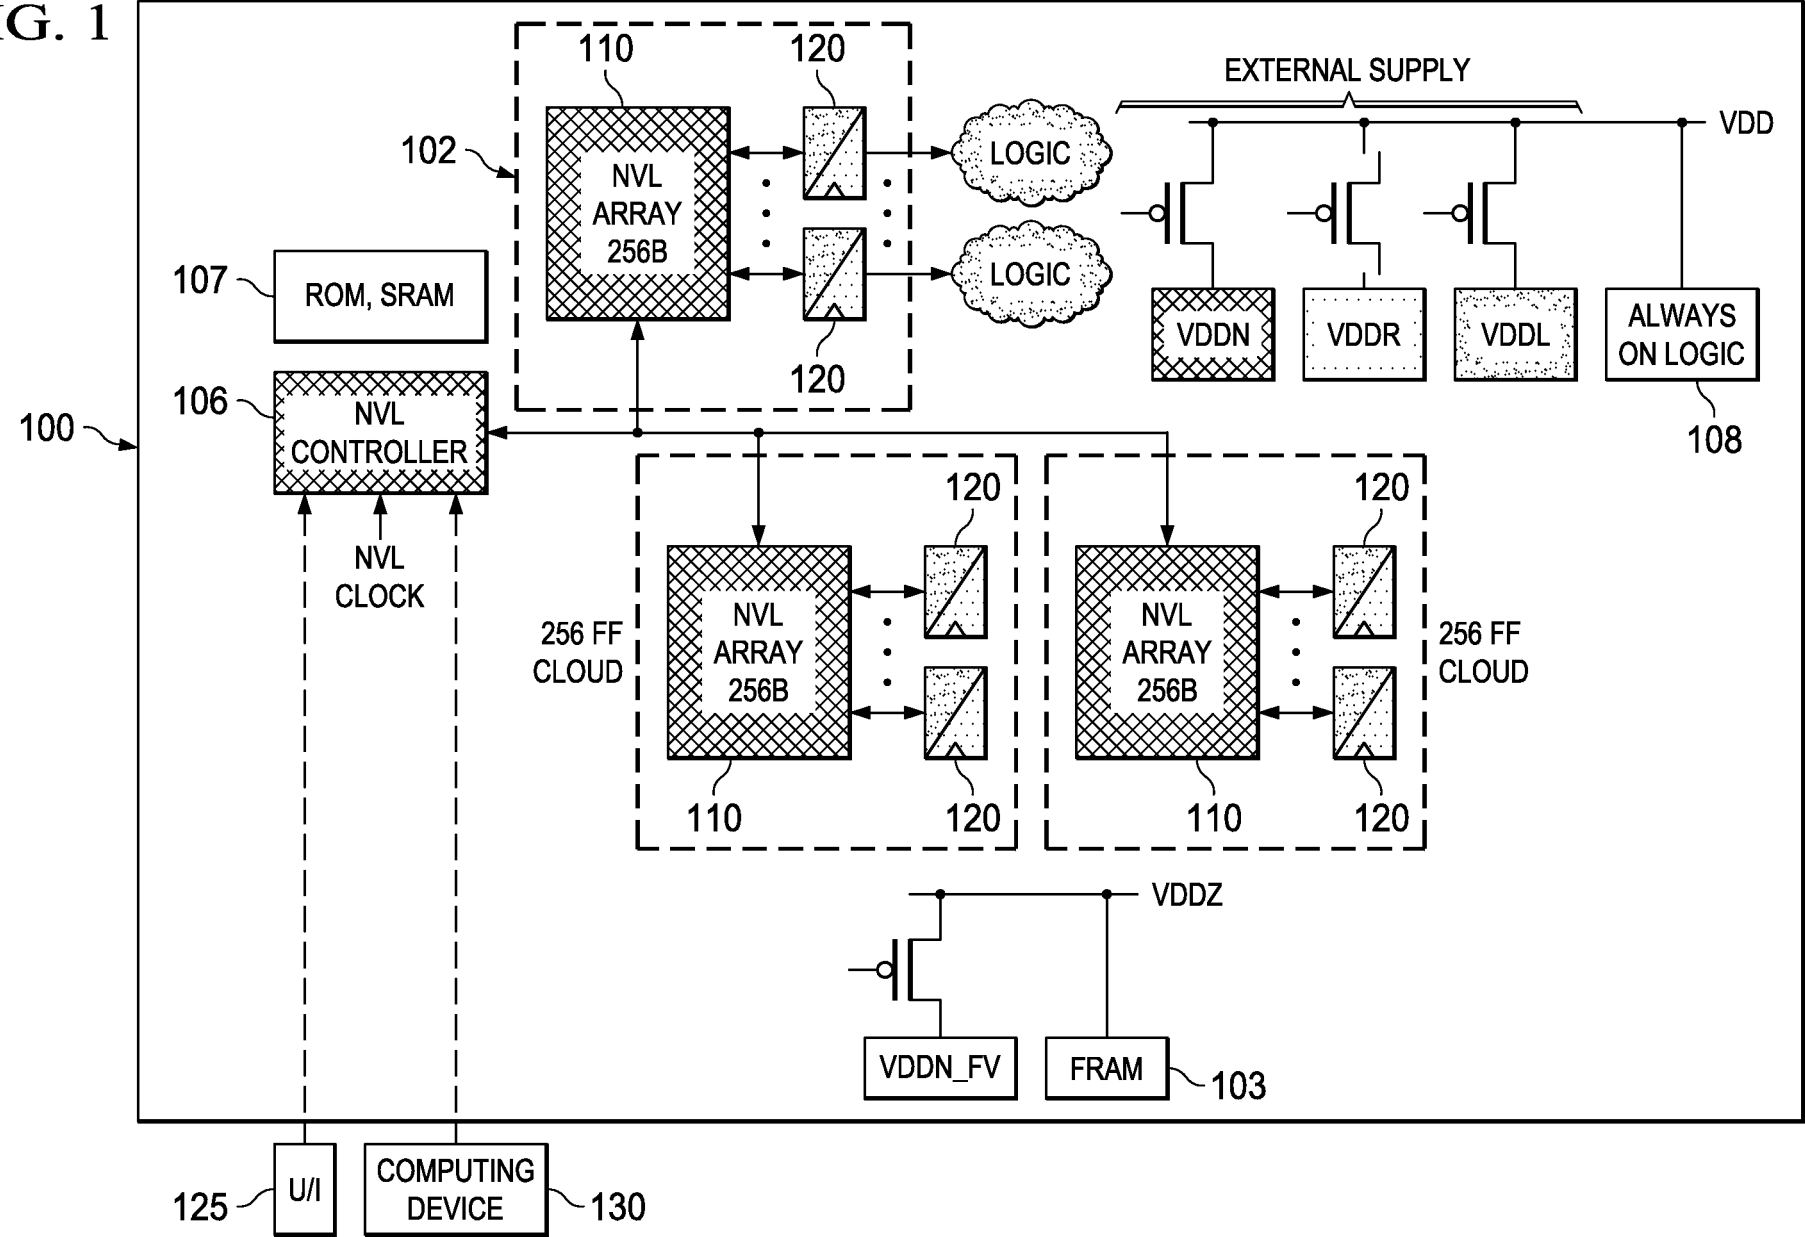 IG. 1
110
120
EXTERNAL SUPPLY
VDD
102
NVL
ARRAY
256B
LOGIC
LOGIC
107
ROM, SRAM
VDDN
VDDR
VDDL
ALWAYS
ON LOGIC
120
106
NVL
CONTROLLER
100
108
120
120
NVL
CLOCK
256 FF
CLOUD
NVL
ARRAY
256B
NVL
ARRAY
256B
256 FF
CLOUD
110
120
110
120
VDDZ
VDDN_FV
FRAM
103
125
U/I
COMPUTING
DEVICE
130